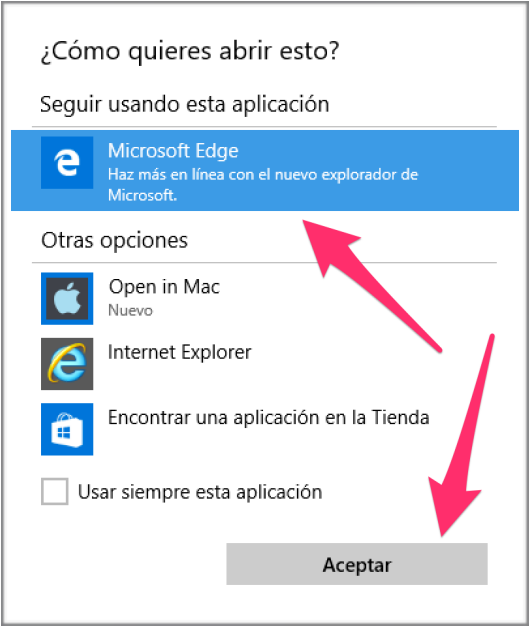 ¿Cómo quieres abrir esto?
Seguir usando esta aplicación
Microsoft Edge
Haz más en línea con el nuevo explorador de
Microsoft.
Otras opciones
Open in Mac
Nuevo
Internet Explorer
Encontrar una aplicación en la Tienda
Usar siempre esta aplicación
Aceptar